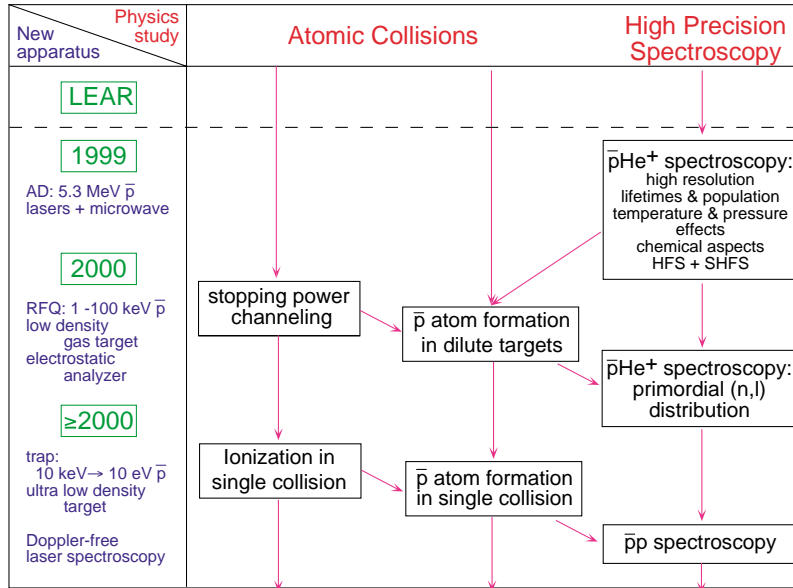 Physics
study
New
apparatus
Atomic Collisions
High Precision
Spectroscopy
LEAR
1999
AD: 5.3 MeV p̅
lasers + microwave
2000
RFQ: 1 -100 keV p̅
low density
gas target
electrostatic
analyzer
≥2000
trap:
10 keV→ 10 eV p̅
ultra low density
target
Doppler-free
laser spectroscopy
stopping power
channeling
Ionization in
single collision
p̅ atom formation
in dilute targets
p̅ atom formation
in single collision
p̅He⁺ spectroscopy:
high resolution
lifetimes & population
temperature & pressure
effects
chemical aspects
HFS + SHFS
p̅He⁺ spectroscopy:
primordial (n,l)
distribution
p̅p spectroscopy